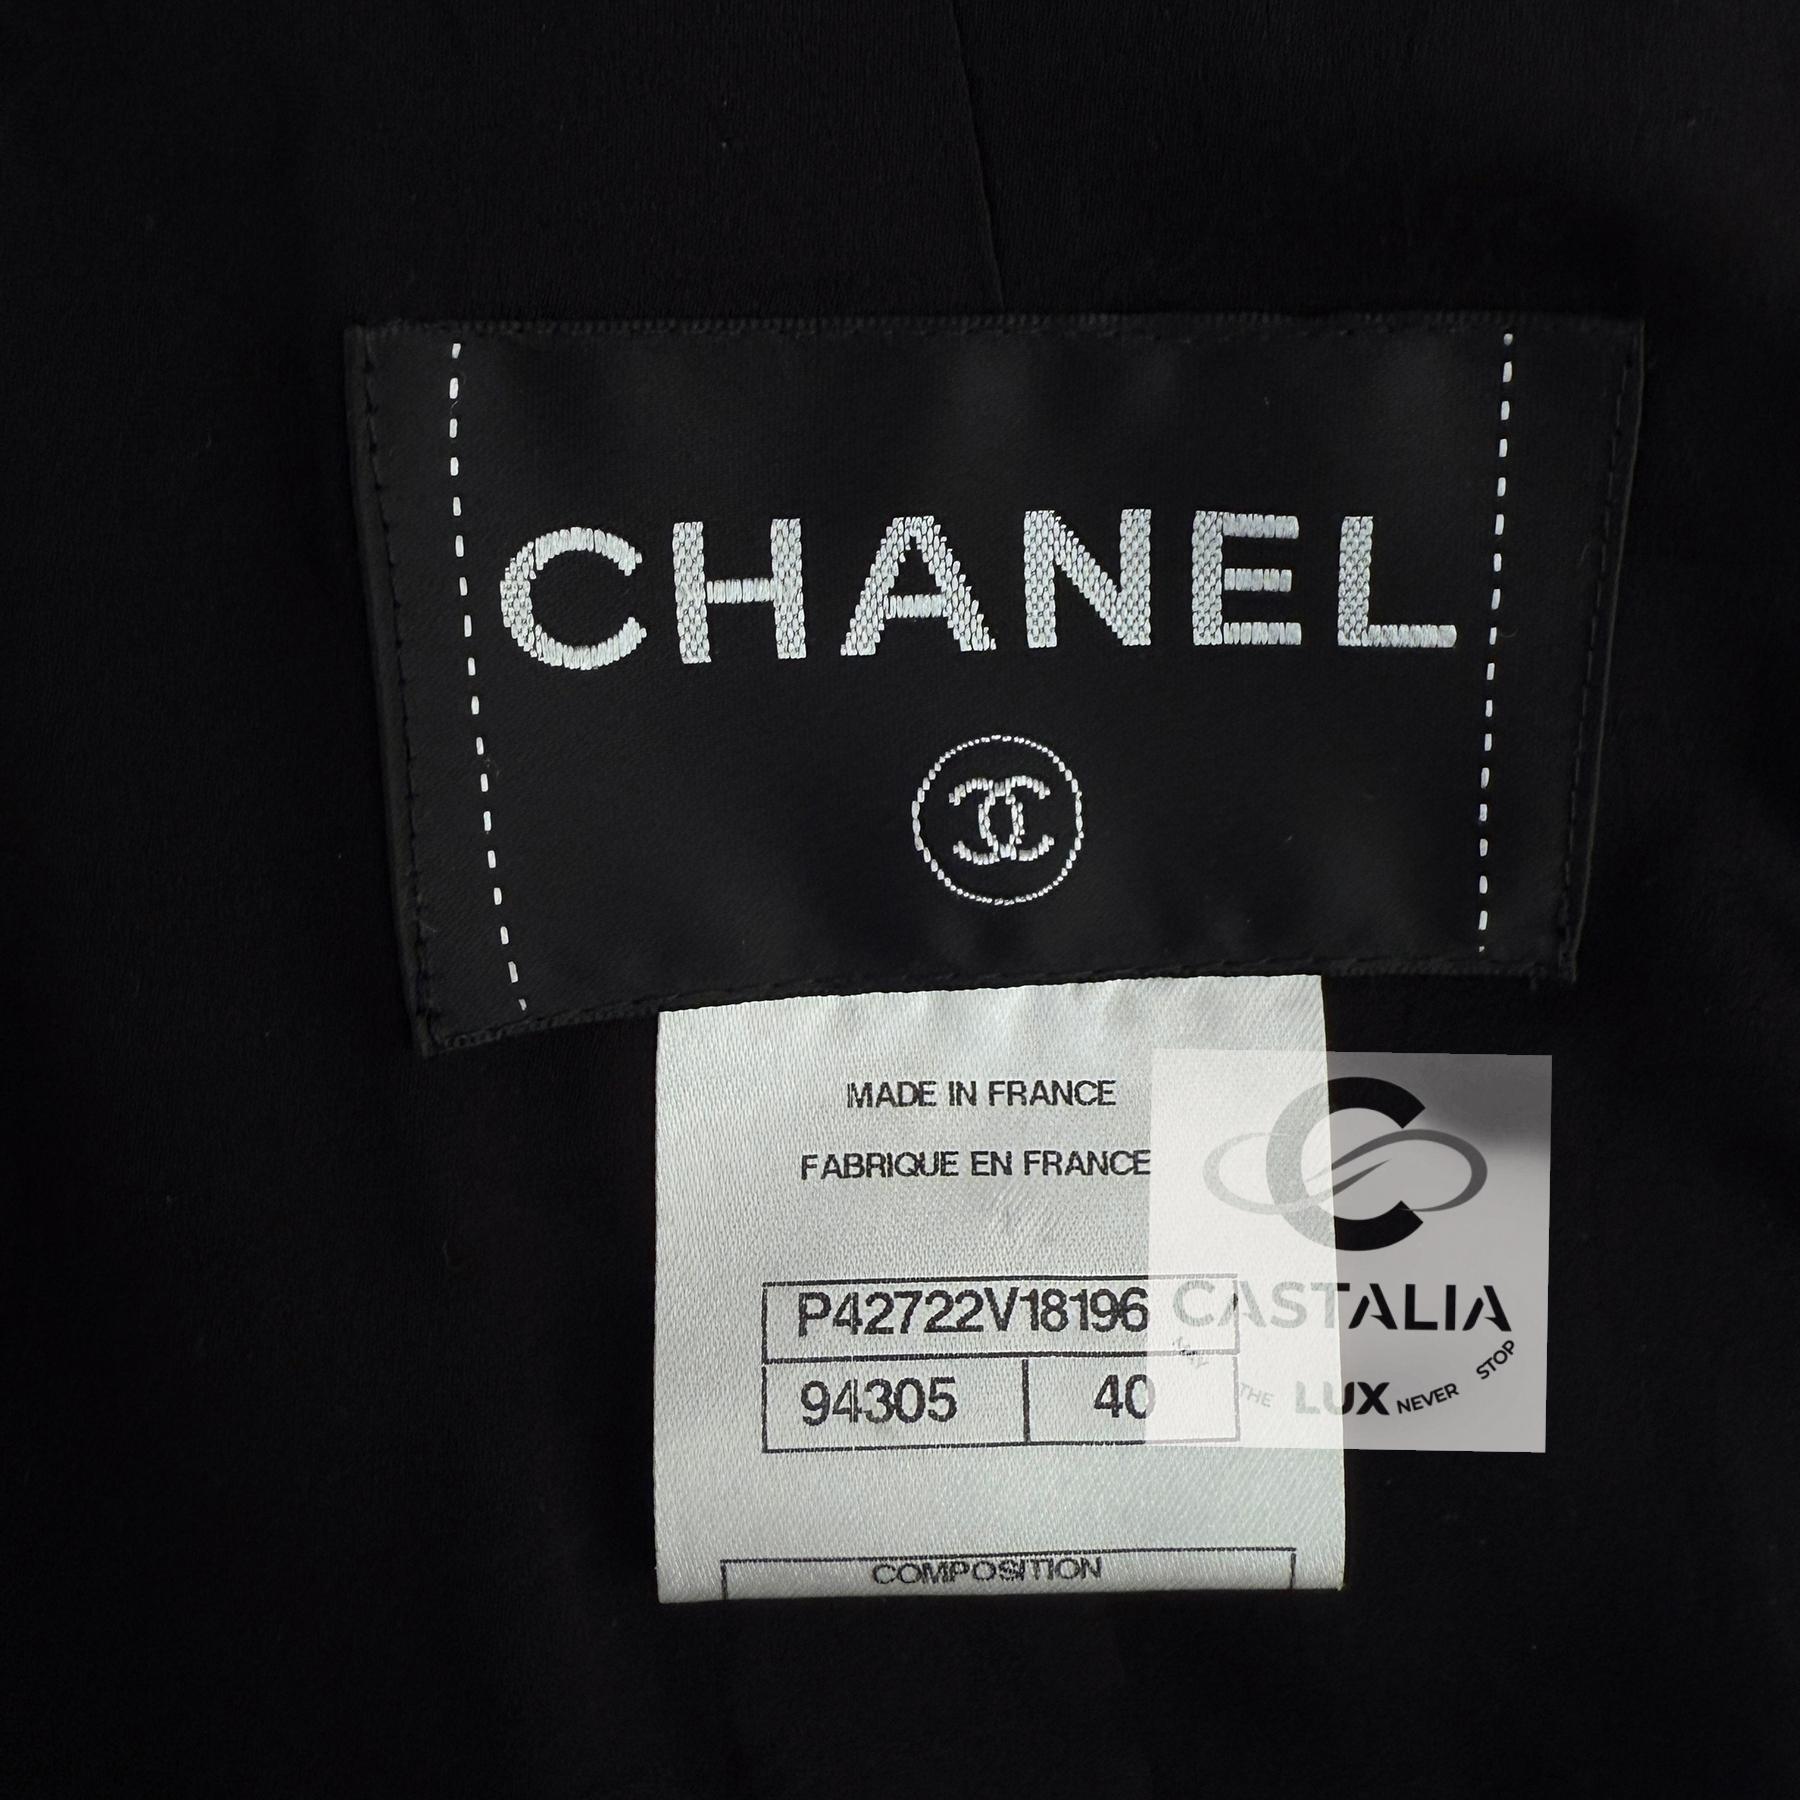 CHANEL
MADE IN FRANCE
FABRIQUE EN FRANCE
P42722V18196
94305 40
COMPOSITION
CASTALIA
THE LUX NEVER STOP